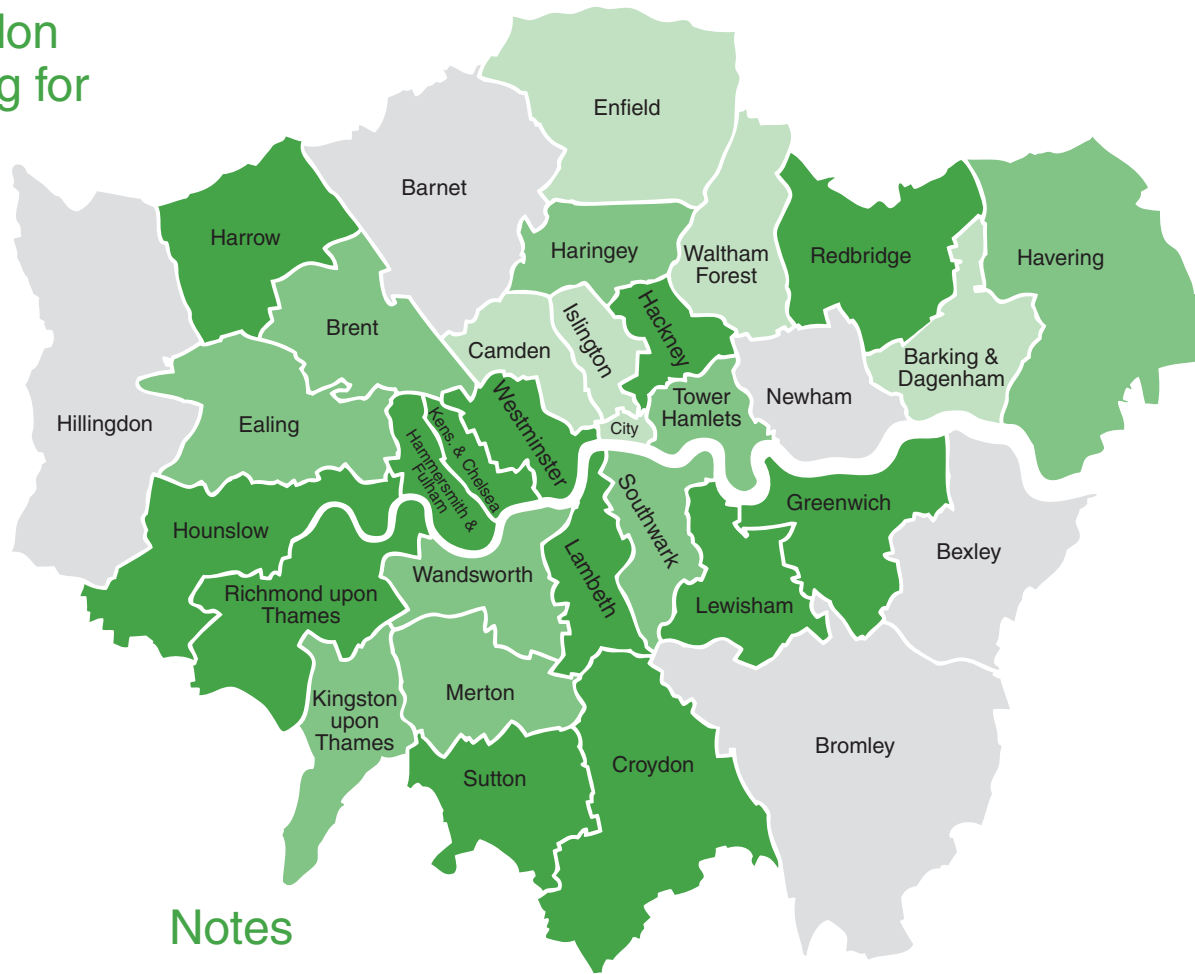 don
g for
Enfield
Barnet
Harrow
Haringey
Waltham
Forest
Redbridge
Havering
Brent
Hackney
Islington
Camden
Barking &
Dagenham
Newham
Tower
Hamlets
Hillingdon
Ealing
City
Westminster
Kens. & Chelsea
Hammersmith &
Fulham
Southwark
Greenwich
Hounslow
Bexley
Wandsworth
Lambeth
Richmond upon
Thames
Lewisham
Kingston
upon
Thames
Merton
Bromley
Sutton
Croydon
Notes